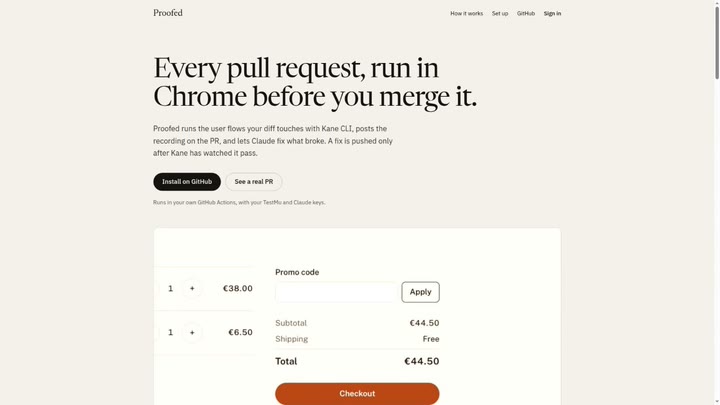 Proofed
How it works Set up GitHub Sign in
Every pull request, run in
Chrome before you merge it.
Proofed runs the user flows your diff touches with Kane CLI, posts the
recording on the PR, and lets Claude fix what broke. A fix is pushed only
after Kane has watched it pass.
Install on GitHub See a real PR
Runs in your own GitHub Actions, with your TestMu and Claude keys.
Promo code
1 + €38.00
Apply
Subtotal €44.50
1 + €6.50
Shipping Free
Total €44.50
Checkout